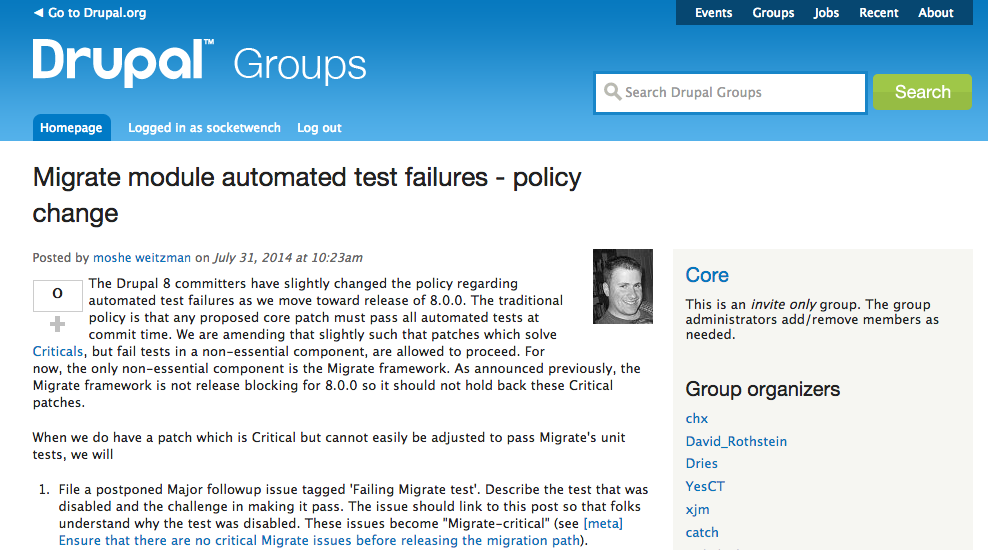 ◄ Go to Drupal.org
Events Groups Jobs Recent About
Drupal™ Groups
Search Drupal Groups
Search
Homepage Logged in as socketwench Log out
Migrate module automated test failures - policy
change
Posted by moshe weitzman on July 31, 2014 at 10:23am
0
The Drupal 8 committers have slightly changed the policy regarding
automated test failures as we move toward release of 8.0.0. The traditional
policy is that any proposed core patch must pass all automated tests at
commit time. We are amending that slightly such that patches which solve
Criticals, but fail tests in a non-essential component, are allowed to proceed. For
now, the only non-essential component is the Migrate framework. As announced previously, the
Migrate framework is not release blocking for 8.0.0 so it should not hold back these Critical
patches.
When we do have a patch which is Critical but cannot easily be adjusted to pass Migrate's unit
tests, we will
1. File a postponed Major followup issue tagged 'Failing Migrate test'. Describe the test that was
disabled and the challenge in making it pass. The issue should link to this post so that folks
understand why the test was disabled. These issues become "Migrate-critical" (see [meta]
Ensure that there are no critical Migrate issues before releasing the migration path).
Core
This is an invite only group. The group
administrators add/remove members as
needed.
Group organizers
chx
David_Rothstein
Dries
YesCT
xjm
catch